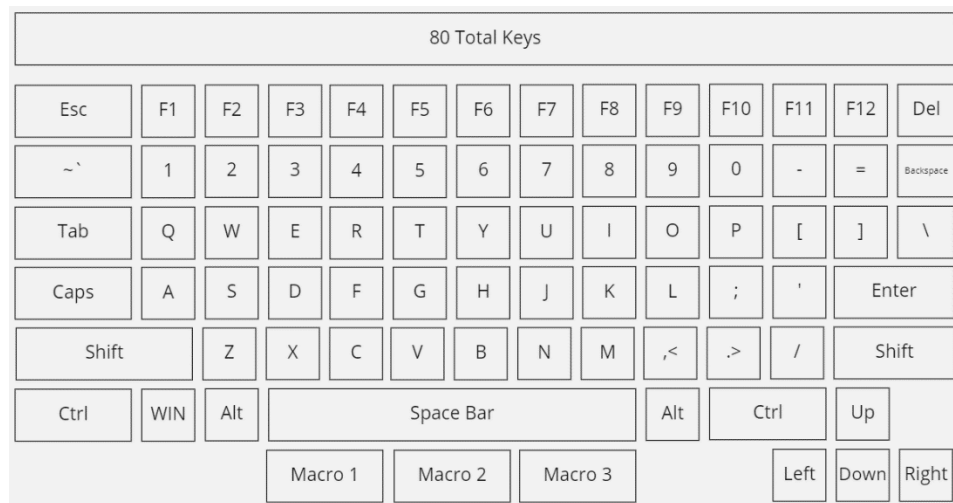 80 Total Keys
Esc F1 F2 F3 F4 F5 F6 F7 F8 F9 F10 F11 F12 Del
~` 1 2 3 4 5 6 7 8 9 0 - = Backspace
Tab Q W E R T Y U I O P [ ] \
Caps A S D F G H J K L ; ' Enter
Shift Z X C V B N M ,< .> / Shift
Ctrl WIN Alt Space Bar Alt Ctrl Up
Macro 1 Macro 2 Macro 3 Left Down Right